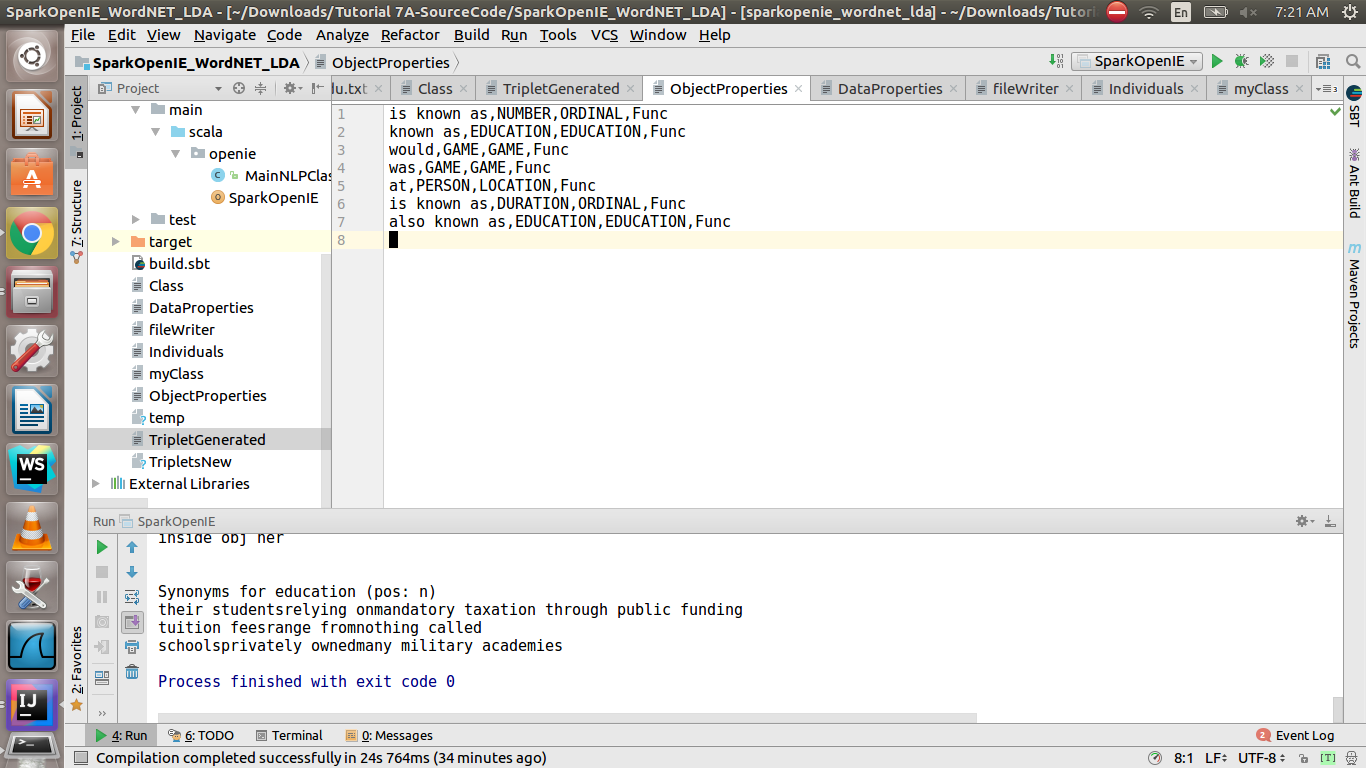 SparkOpenIE_WordNET_LDA] - [~/Downloads/Tutorial 7A-SourceCode/SparkOpenIE_WordNET_LDA] - [sparkopenie_wordnet_lda] - ~/Downloads/Tutor
En
7:21 AM
File Edit View Navigate Code Analyze Refactor Build Run Tools VCS Window Help
SparkOpenIE_WordNET_LDA ObjectProperties
SparkOpenIE
Project
du.txt Class TripletGenerated ObjectProperties DataProperties fileWriter Individuals myClass
1: Project
7: Structure
2: Favorites
main
scala
openie
MainNLPClas
SparkOpenIE
test
target
build.sbt
Class
DataProperties
fileWriter
Individuals
myClass
ObjectProperties
temp
TripletGenerated
TripletsNew
External Libraries
1 is known as,NUMBER,ORDINAL,Func
2 known as,EDUCATION,EDUCATION,Func
3 would,GAME,GAME,Func
4 was,GAME,GAME,Func
5 at,PERSON,LOCATION,Func
6 is known as,DURATION,ORDINAL,Func
7 also known as,EDUCATION,EDUCATION,Func
8
SBT
Ant Build
Maven Projects
Run SparkOpenIE
inside obj ner
Synonyms for education (pos: n)
their studentsrelying onmandatory taxation through public funding
tuition feesrange fromnothing called
schoolsprivately ownedmany military academies
Process finished with exit code 0
4: Run 6: TODO Terminal 0: Messages
2 Event Log
Compilation completed successfully in 24s 764ms (34 minutes ago)
8:1 LF UTF-8 [T]